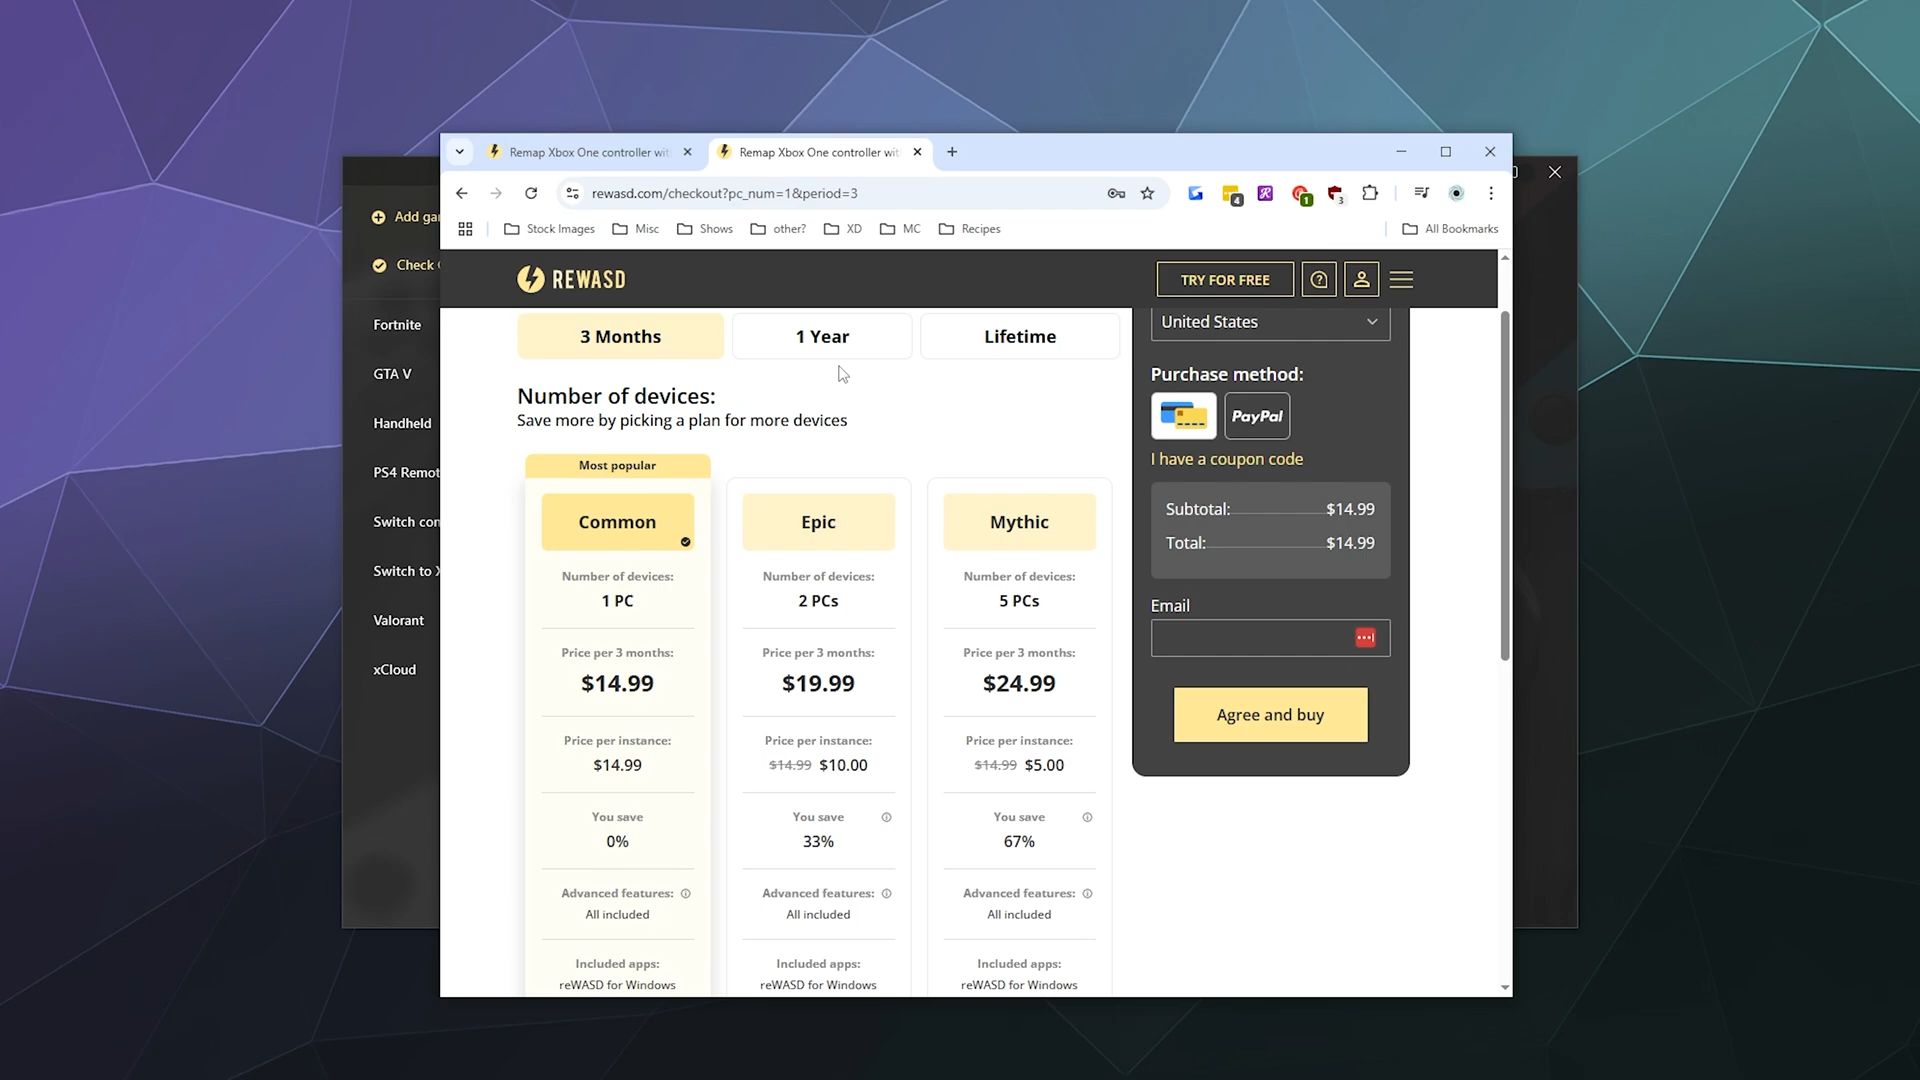 Remap Xbox One controller wit
Remap Xbox One controller wit
rewasd.com/checkout?pc_num=1&period=3
4
1
3
Stock Images
Misc
Shows
other?
XD
MC
Recipes
All Bookmarks
Add ga
Check
Fortnite
GTA V
Handheld
PS4 Remot
Switch con
Switch to X
Valorant
xCloud
REWASD
TRY FOR FREE
3 Months
1 Year
Lifetime
Number of devices:
Save more by picking a plan for more devices
Most popular
Common
Number of devices:
1 PC
Price per 3 months:
$14.99
Price per instance:
$14.99
You save
0%
Advanced features:
All included
Included apps:
reWASD for Windows
Epic
Number of devices:
2 PCs
Price per 3 months:
$19.99
Price per instance:
$14.99 $10.00
You save
33%
Advanced features:
All included
Included apps:
reWASD for Windows
Mythic
Number of devices:
5 PCs
Price per 3 months:
$24.99
Price per instance:
$14.99 $5.00
You save
67%
Advanced features:
All included
Included apps:
reWASD for Windows
United States
Purchase method:
PayPal
I have a coupon code
Subtotal: $14.99
Total: $14.99
Email
Agree and buy